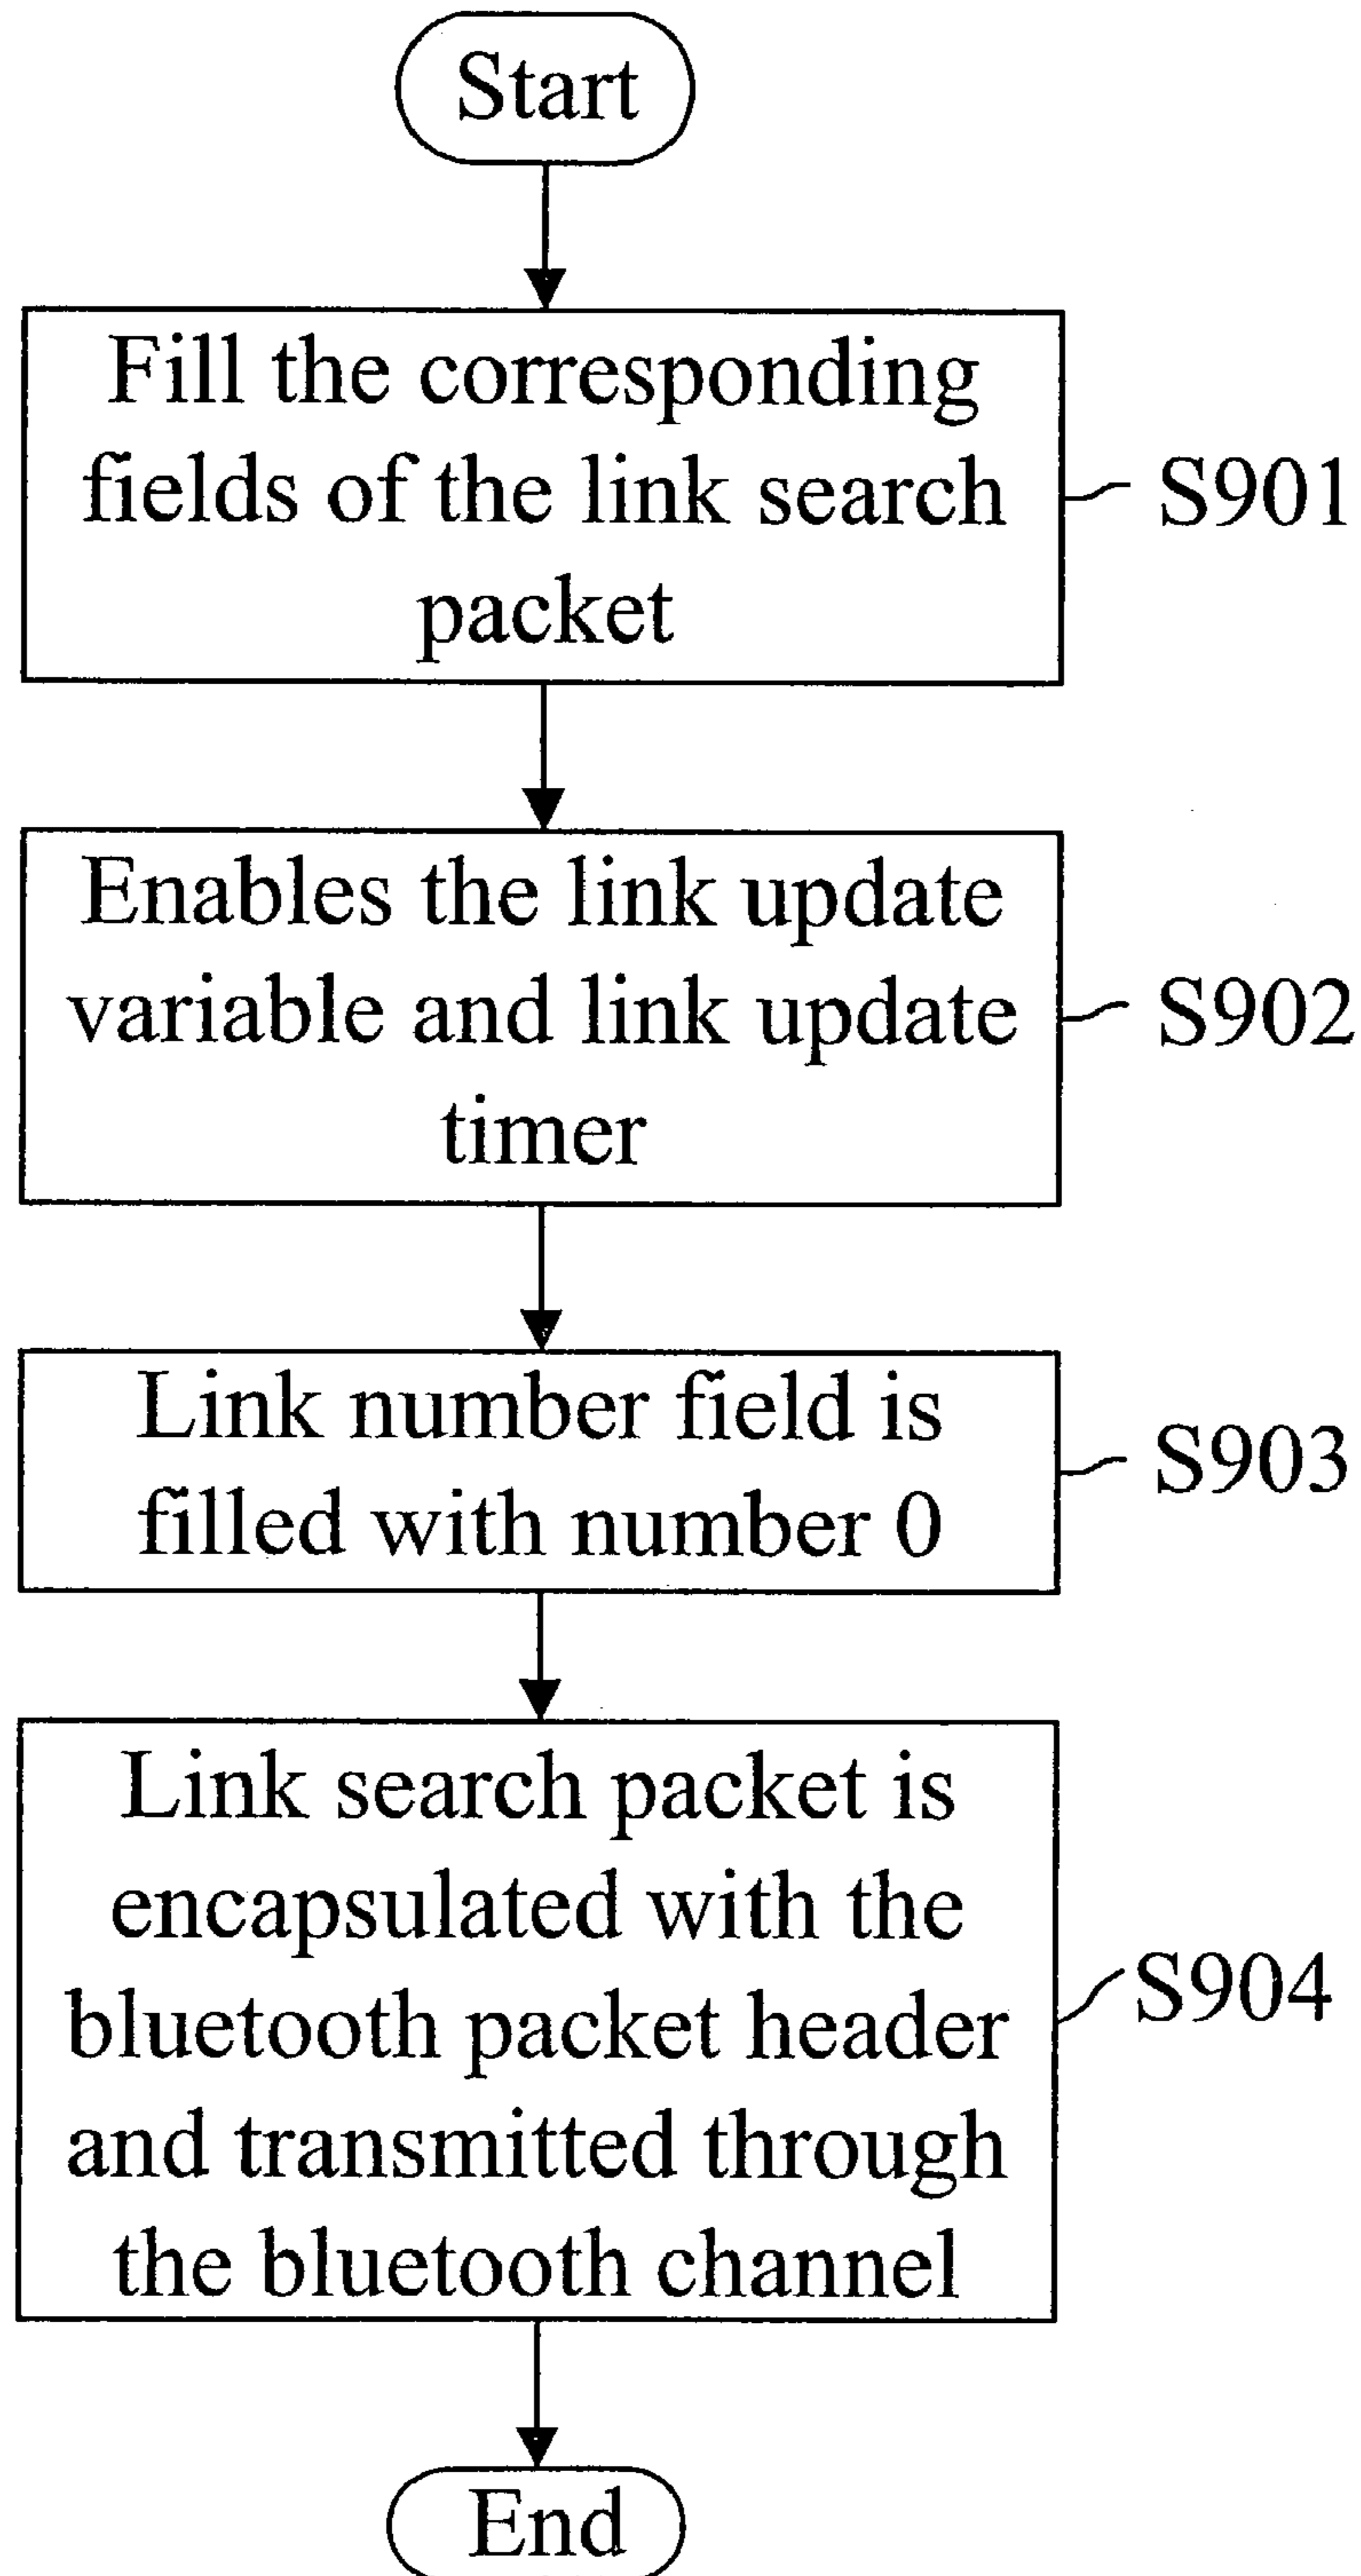 Start
Fill the corresponding
fields of the link search
packet
S901
Enables the link update
variable and link update
timer
S902
Link number field is
filled with number 0
S903
Link search packet is
encapsulated with the
bluetooth packet header
and transmitted through
the bluetooth channel
S904
End